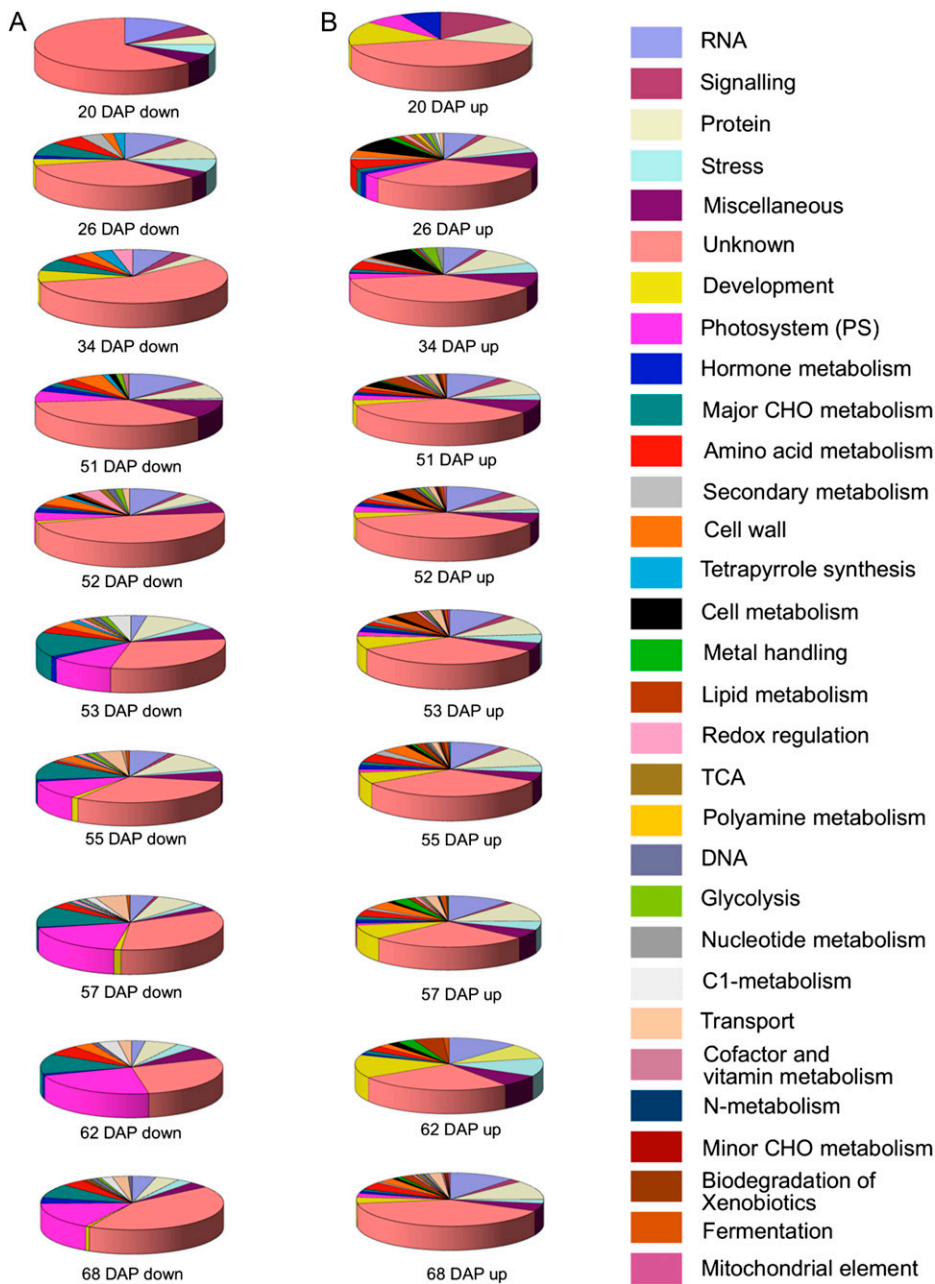 A
B
20 DAP down
20 DAP up
26 DAP down
26 DAP up
34 DAP down
34 DAP up
51 DAP down
51 DAP up
52 DAP down
52 DAP up
53 DAP down
53 DAP up
55 DAP down
55 DAP up
57 DAP down
57 DAP up
62 DAP down
62 DAP up
68 DAP down
68 DAP up
RNA
Signalling
Protein
Stress
Miscellaneous
Unknown
Development
Photosystem (PS)
Hormone metabolism
Major CHO metabolism
Amino acid metabolism
Secondary metabolism
Cell wall
Tetrapyrrole synthesis
Cell metabolism
Metal handling
Lipid metabolism
Redox regulation
TCA
Polyamine metabolism
DNA
Glycolysis
Nucleotide metabolism
C1-metabolism
Transport
Cofactor and
vitamin metabolism
N-metabolism
Minor CHO metabolism
Biodegradation of
Xenobiotics
Fermentation
Mitochondrial element